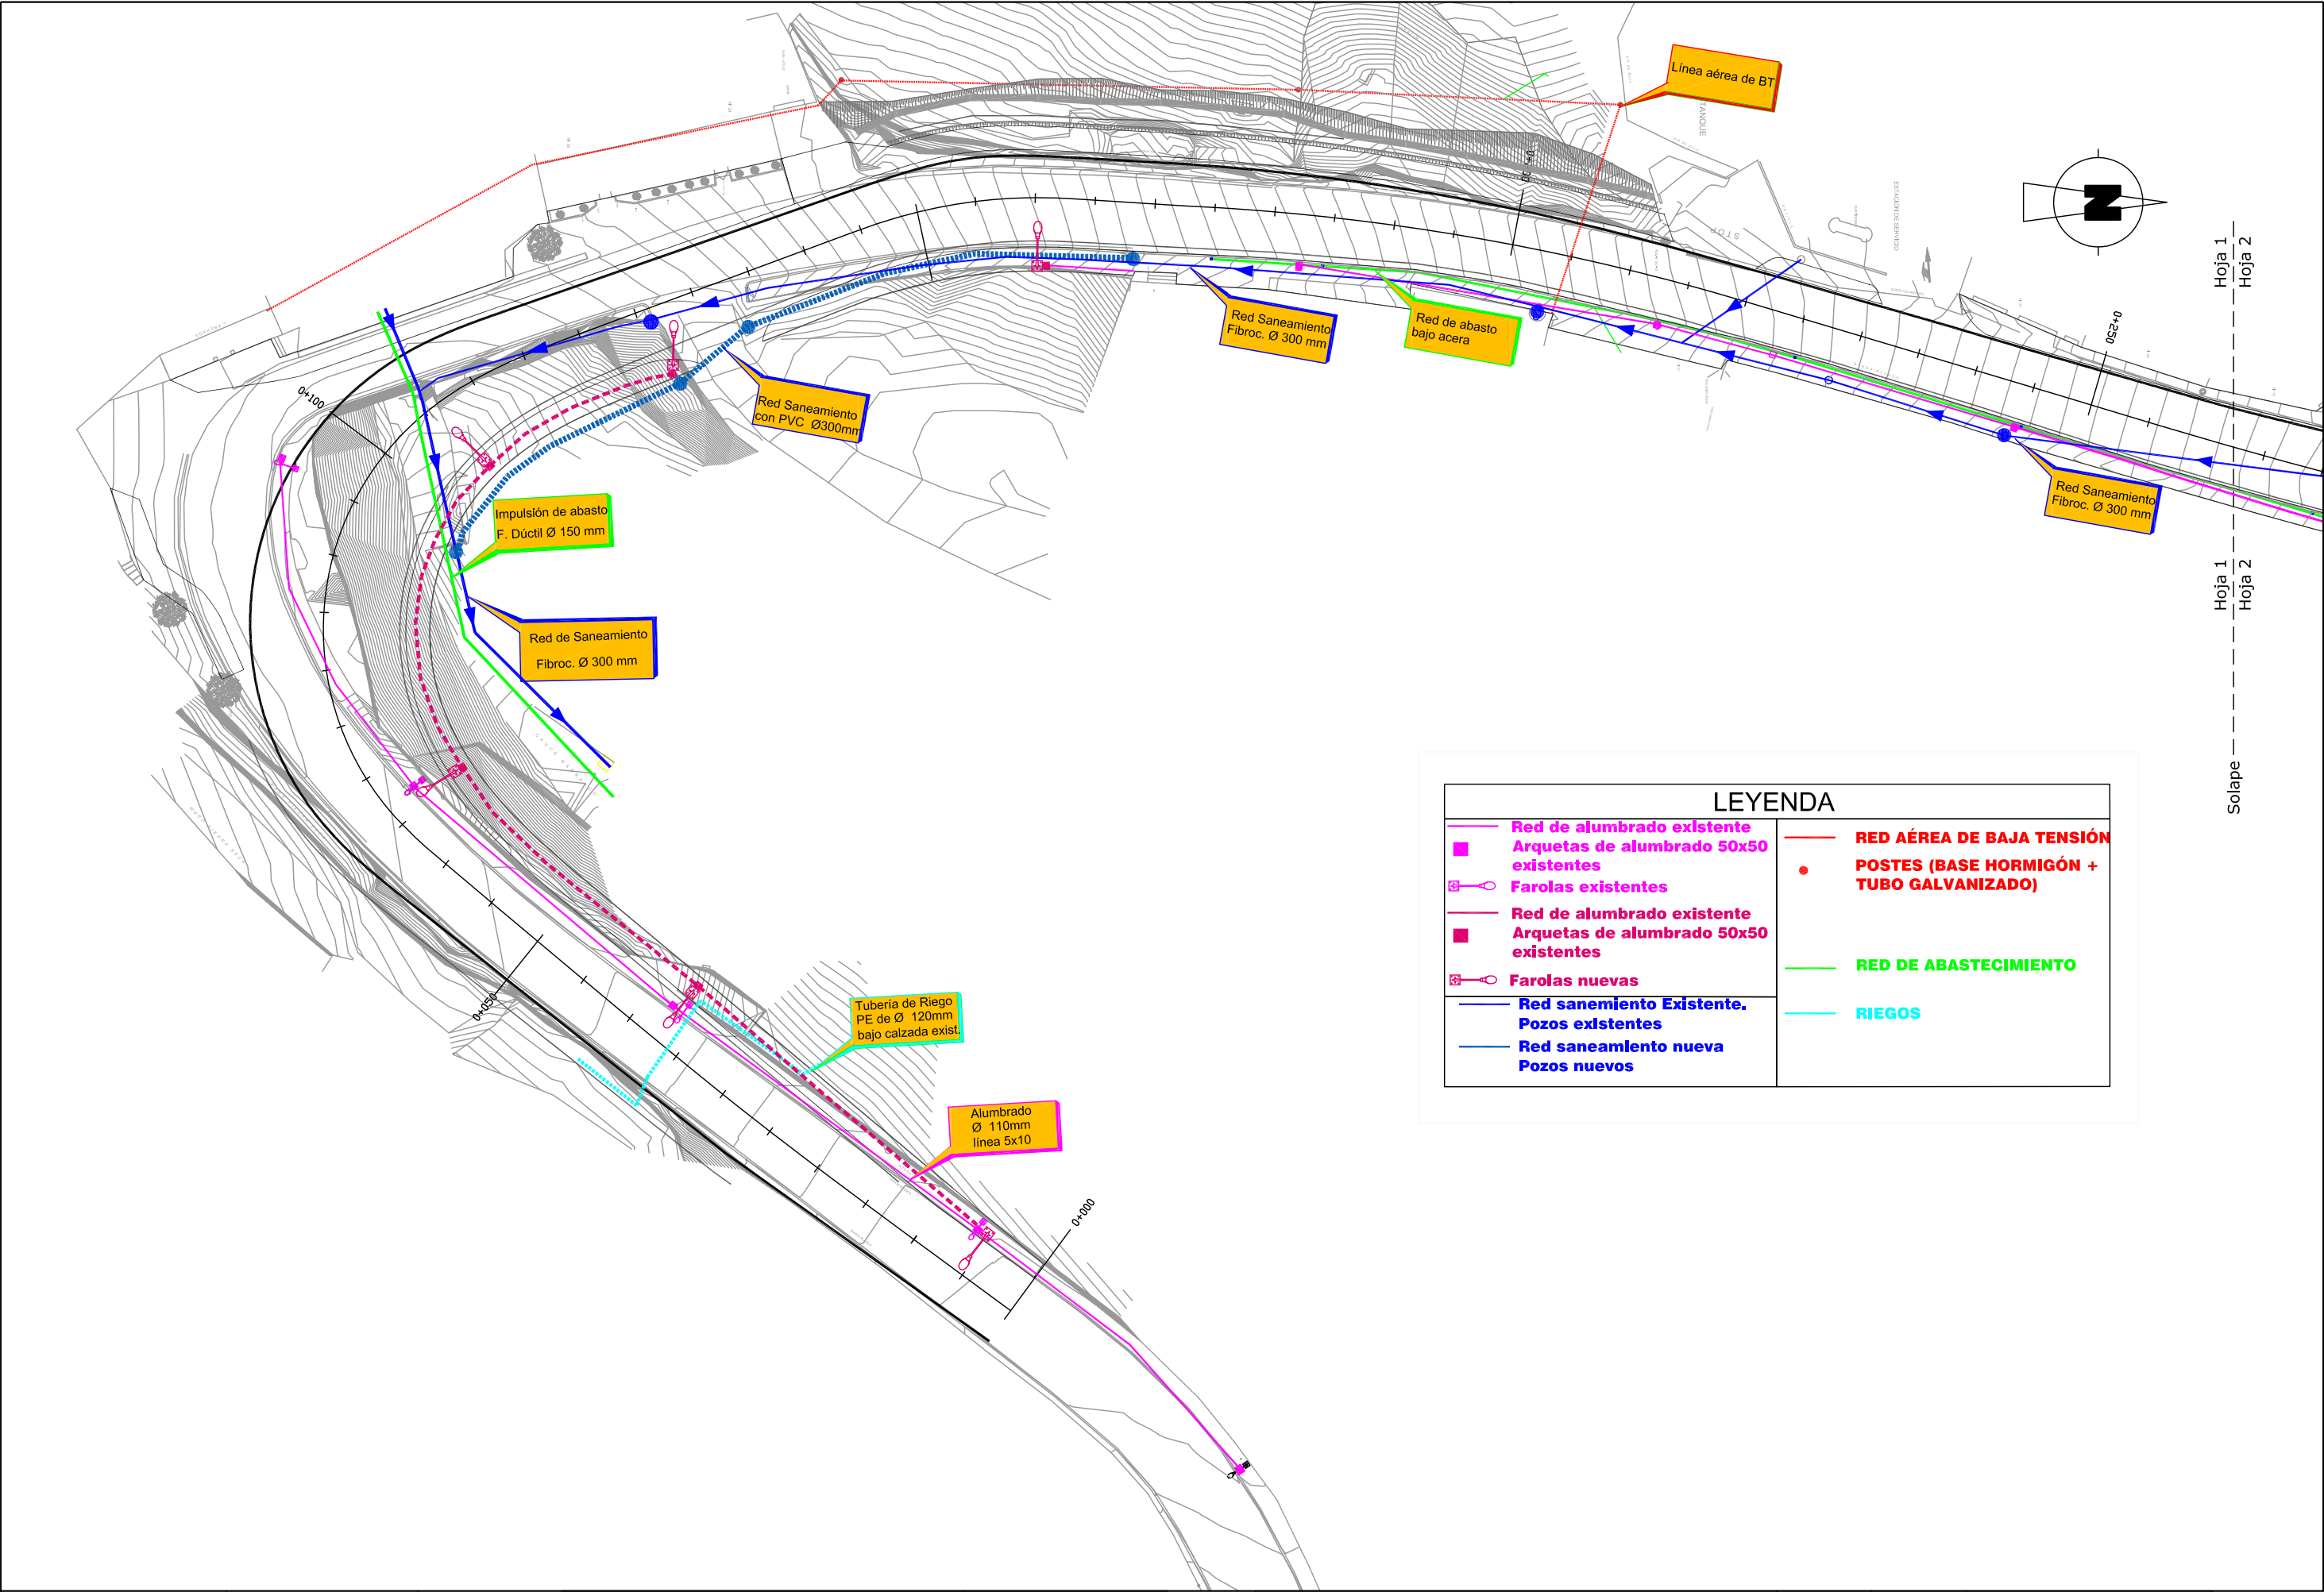 Línea aérea de BT
TANQUE
STOP
ESTACION DE SERVICIO
Hoja 1
Hoja 2
0+250
Red Saneamiento
Fibroc. Ø 300 mm
Red de abasto
bajo acera
Red Saneamiento
con PVC Ø300mm
Red Saneamiento
Fibroc. Ø 300 mm
0+100
Impulsión de abasto
F. Dúctil Ø 150 mm
Hoja 1
Hoja 2
Red de Saneamiento
Fibroc. Ø 300 mm
Solape
LEYENDA
Red de alumbrado existente
Arquetas de alumbrado 50x50
existentes
Farolas existentes
Red de alumbrado existente
Arquetas de alumbrado 50x50
existentes
Farolas nuevas
Red sanemiento Existente.
Pozos existentes
Red saneamiento nueva
Pozos nuevos
RED AÉREA DE BAJA TENSIÓN
POSTES (BASE HORMIGÓN +
TUBO GALVANIZADO)
RED DE ABASTECIMIENTO
RIEGOS
0+050
Tubería de Riego
PE de Ø 120mm
bajo calzada exist.
Alumbrado
Ø 110mm
línea 5x10
0+000
N